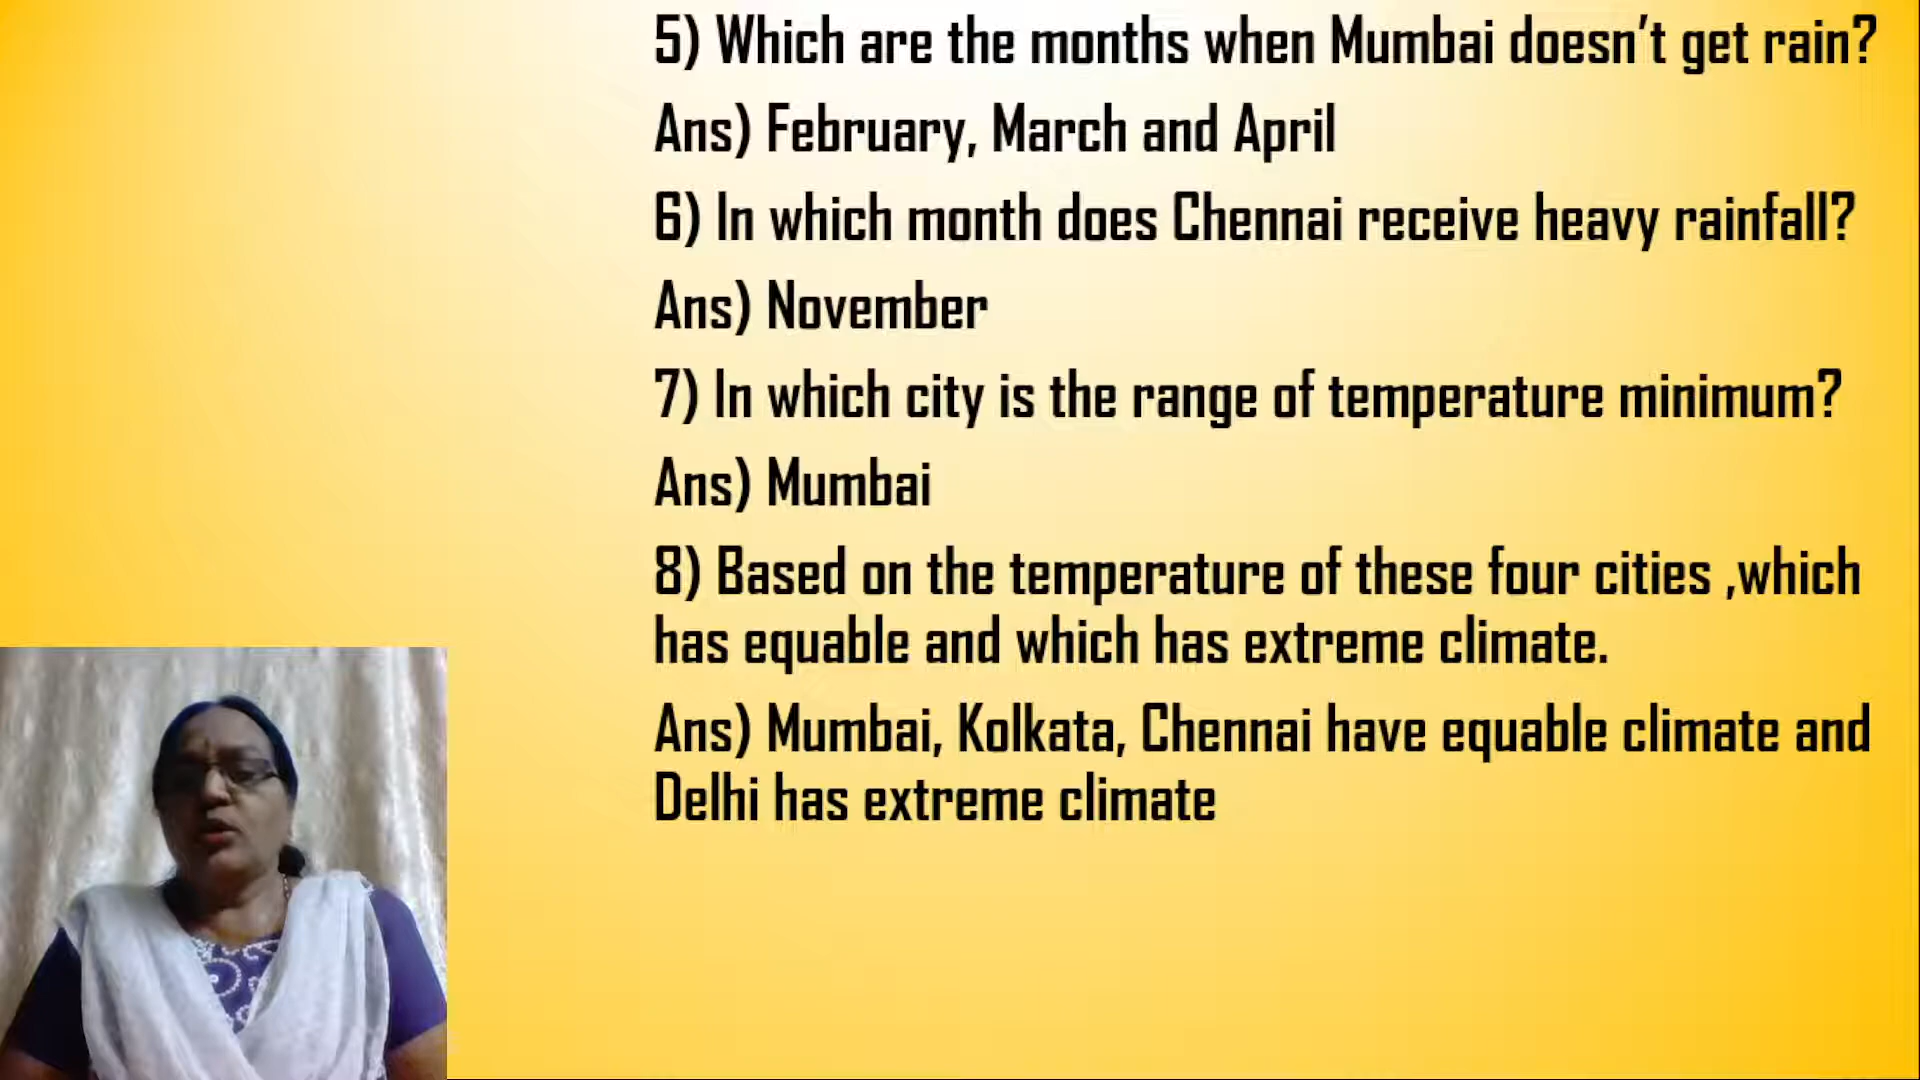 5) Which are the months when Mumbai doesn't get rain?
Ans) February, March and April
6) In which month does Chennai receive heavy rainfall?
Ans) November
7) In which city is the range of temperature minimum?
Ans) Mumbai
8) Based on the temperature of these four cities ,which
has equable and which has extreme climate.
Ans) Mumbai, Kolkata, Chennai have equable climate and
Delhi has extreme climate